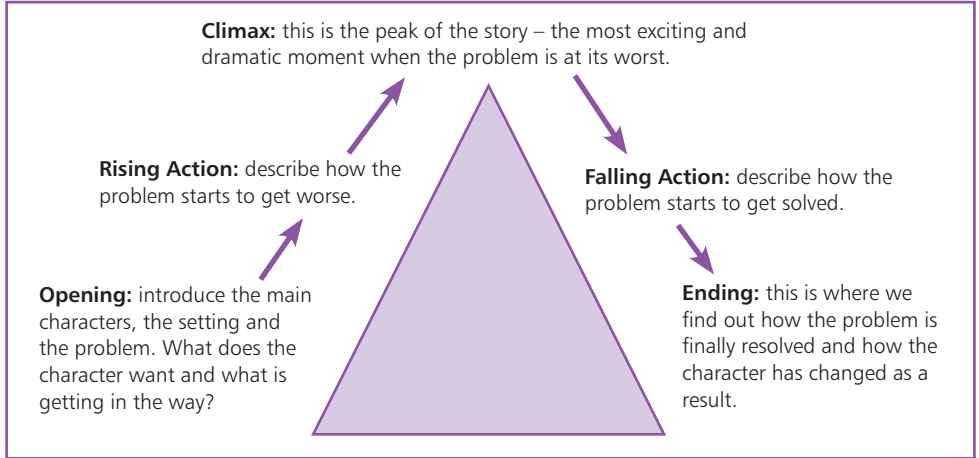 Climax: this is the peak of the story – the most exciting and
dramatic moment when the problem is at its worst.
Rising Action: describe how the
problem starts to get worse.
Falling Action: describe how the
problem starts to get solved.
Opening: introduce the main
characters, the setting and
the problem. What does the
character want and what is
getting in the way?
Ending: this is where we
find out how the problem is
finally resolved and how the
character has changed as a
result.